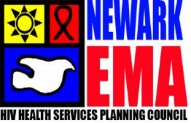 NEWARK
EMA
HIV HEALTH SERVICES PLANNING COUNCIL